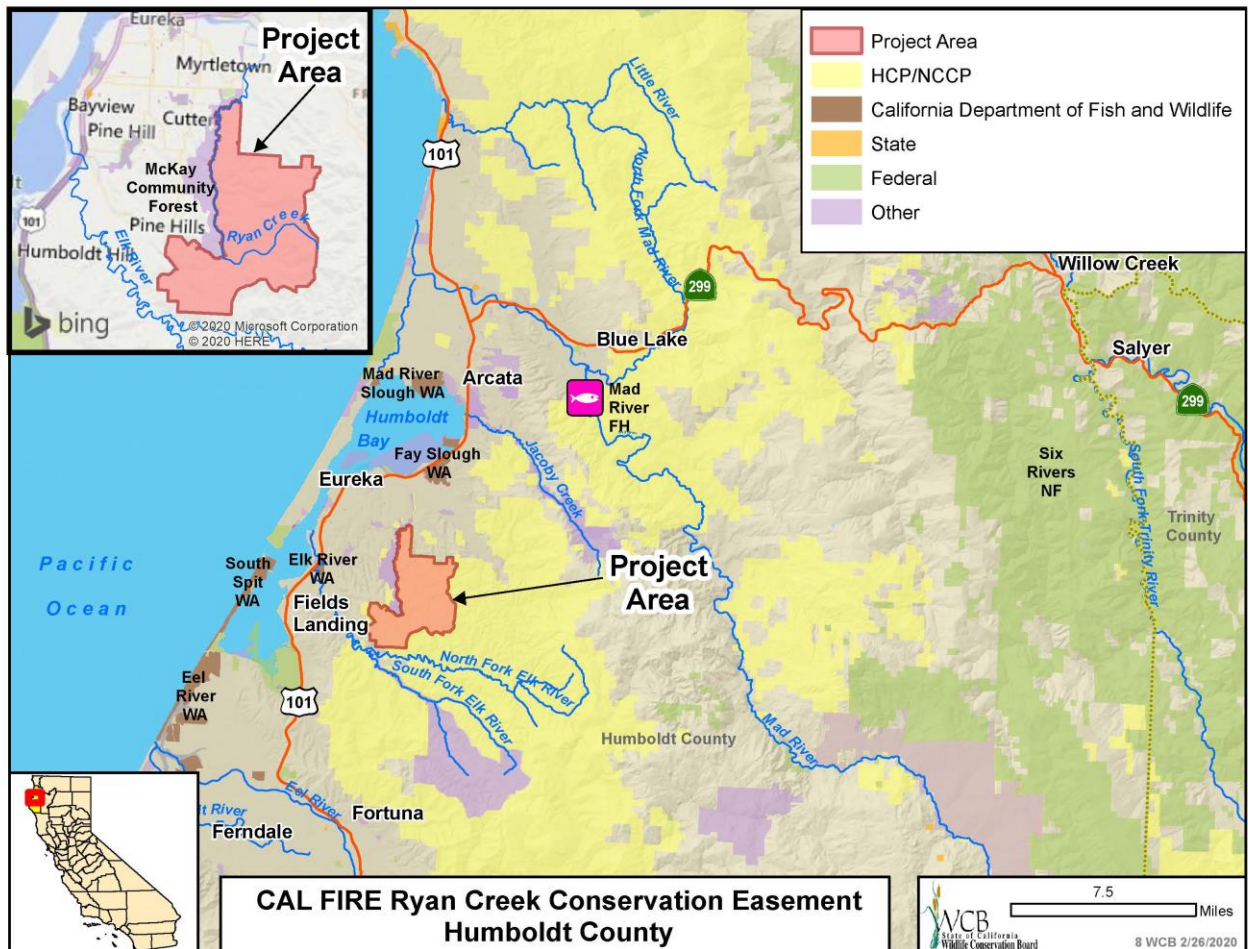 Eureka
Project
Area
Myrtletown
Bayview
Pine Hill
Cutter
McKay
Community
Forest
Pine Hills
Ryan Creek
101
Humboldt Hill
Elk River
bing
© 2020 Microsoft Corporation
© 2020 HERE
Project Area
HCP/NCCP
California Department of Fish and Wildlife
State
Federal
Other
Little River
101
North Fork Mad River
299
Willow Creek
Blue Lake
Salyer
299
Mad River
Slough WA
Arcata
Mad
River
FH
Humboldt
Bay
Fay Slough
WA
Eureka
Jacoby Creek
Six
Rivers
NF
South Fork Trinity River
Trinity
County
Pacific
Ocean
South
Spit
WA
Elk River
WA
Fields
Landing
Project
Area
North Fork Elk River
South Fork Elk River
Eel
River
WA
101
Humboldt County
Mad River
Eel River
Fortuna
lt River
Ferndale
CAL FIRE Ryan Creek Conservation Easement
Humboldt County
WCB
State of California
Wildlife Conservation Board
7.5
Miles
8 WCB 2/26/2020